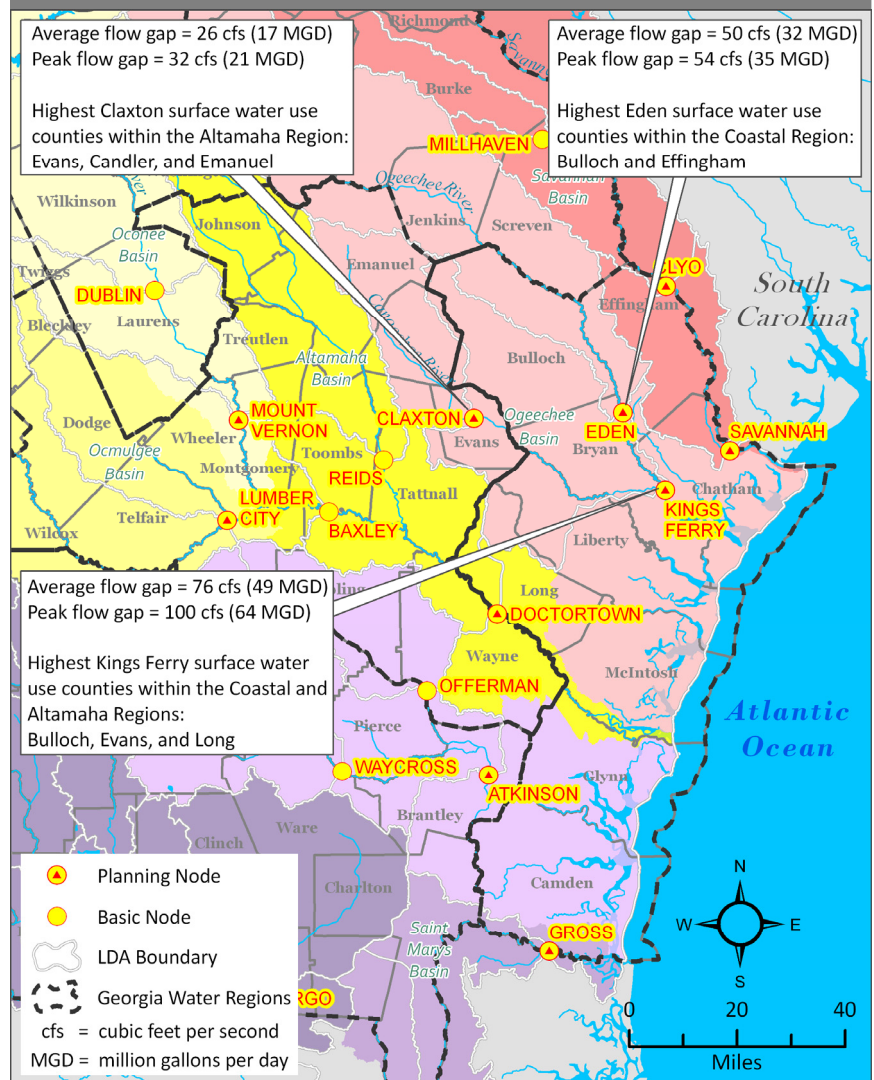 Average flow gap = 26 cfs (17 MGD)
Peak flow gap = 32 cfs (21 MGD)
Highest Claxton surface water use
counties within the Altamaha Region:
Evans, Candler, and Emanuel
Average flow gap = 50 cfs (32 MGD)
Peak flow gap = 54 cfs (35 MGD)
Highest Eden surface water use
counties within the Coastal Region:
Bulloch and Effingham
Richmond
Burke
MILLHAVEN
Savannah
Basin
Ogeechee River
Wilkinson
Johnson
Jenkins
Screven
Oconee
Basin
Emanuel
Twiggs
DUBLIN
CLYO
Effingham
South
Carolina
Bleckley
Laurens
Treutlen
Altamaha
Basin
Bulloch
MOUNT
VERNON
CLAXTON
Ogeechee
Basin
EDEN
SAVANNAH
Dodge
Wheeler
Evans
Bryan
Ocmulgee
Basin
Montgomery
Toombs
REIDS
Tattnall
Chatham
KINGS
FERRY
LUMBER
CITY
Telfair
BAXLEY
Wilcox
Liberty
Average flow gap = 76 cfs (49 MGD)
Peak flow gap = 100 cfs (64 MGD)
Highest Kings Ferry surface water
use counties within the Coastal and
Altamaha Regions:
Bulloch, Evans, and Long
Long
DOCTORTOWN
Wayne
McIntosh
OFFERMAN
Atlantic
Ocean
Pierce
WAYCROSS
Glynn
ATKINSON
Brantley
Ware
Clinch
Charlton
Camden
Saint
Marys
Basin
GROSS
Planning Node
Basic Node
LDA Boundary
Georgia Water Regions
cfs = cubic feet per second
MGD = million gallons per day
RGO
N
W E
S
0 20 40
Miles